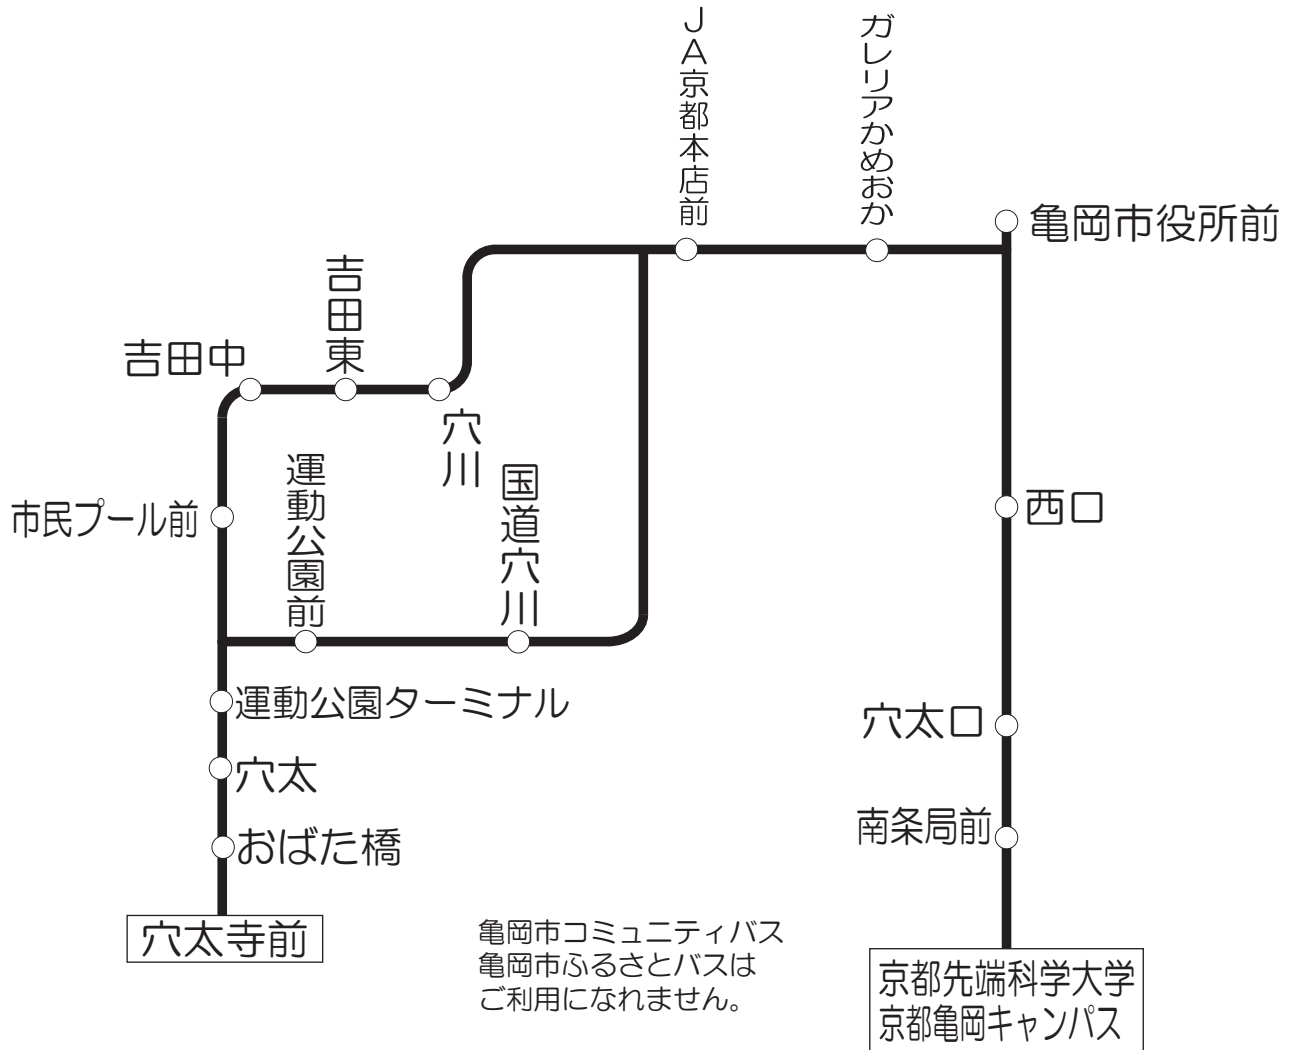 JA京都本店前
ガレリアかめおか
亀岡市役所前
吉田東
吉田中
穴川
運動公園前
国道穴川
市民プール前
西口
運動公園ターミナル
穴太口
穴太
南条局前
おばた橋
穴太寺前
亀岡市コミュニティバス
亀岡市ふるさとバスは
ご利用になれません。
京都先端科学大学
京都亀岡キャンパス